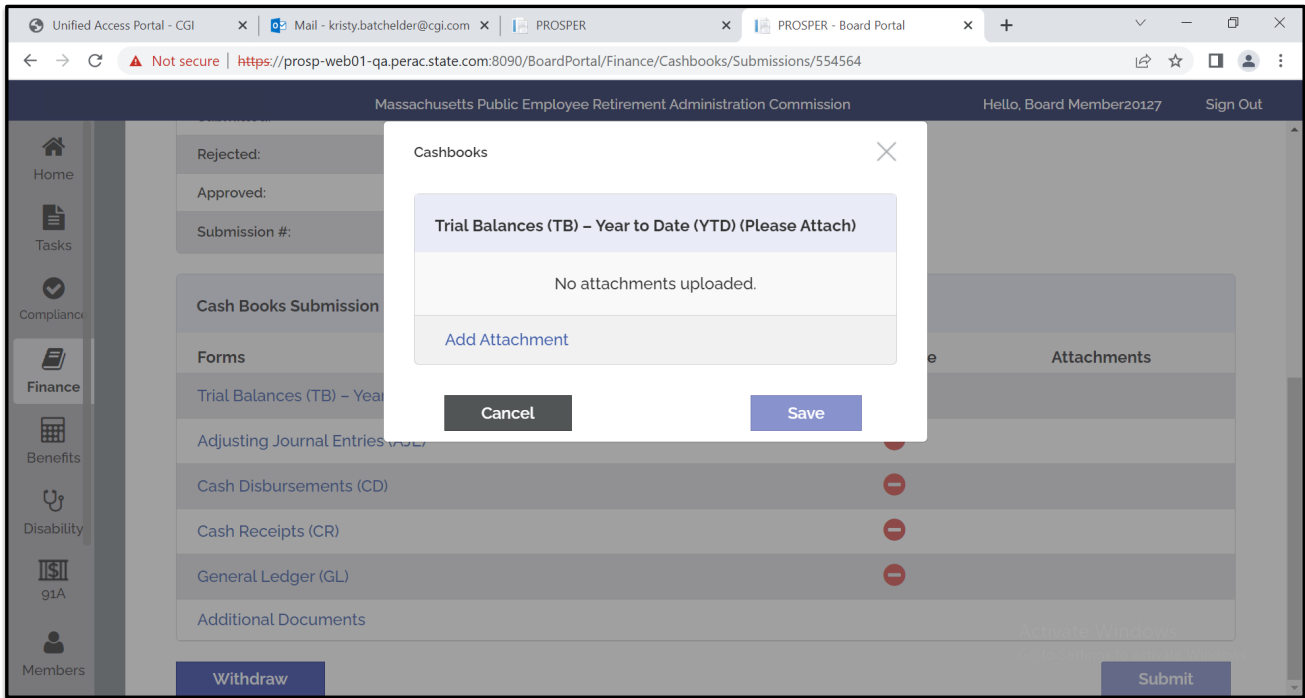 Unified Access Portal - CGI
Mail - kristy.batchelder@cgi.com
PROSPER
PROSPER - Board Portal
Not secure | https://prosp-web01-qa.perac.state.com:8090/BoardPortal/Finance/Cashbooks/Submissions/554564
Massachusetts Public Employee Retirement Administration Commission
Hello, Board Member20127
Sign Out
Home
Tasks
Compliance
Finance
Benefits
Disability
91A
Members
Rejected:
Approved:
Submission #:
Cashbooks
Trial Balances (TB) – Year to Date (YTD) (Please Attach)
No attachments uploaded.
Add Attachment
Cancel
Save
Cash Books Submission
Forms
Attachments
Trial Balances (TB) – Year
Adjusting Journal Entries (AJE)
Cash Disbursements (CD)
Cash Receipts (CR)
General Ledger (GL)
Additional Documents
Activate Windows
Withdraw
Submit